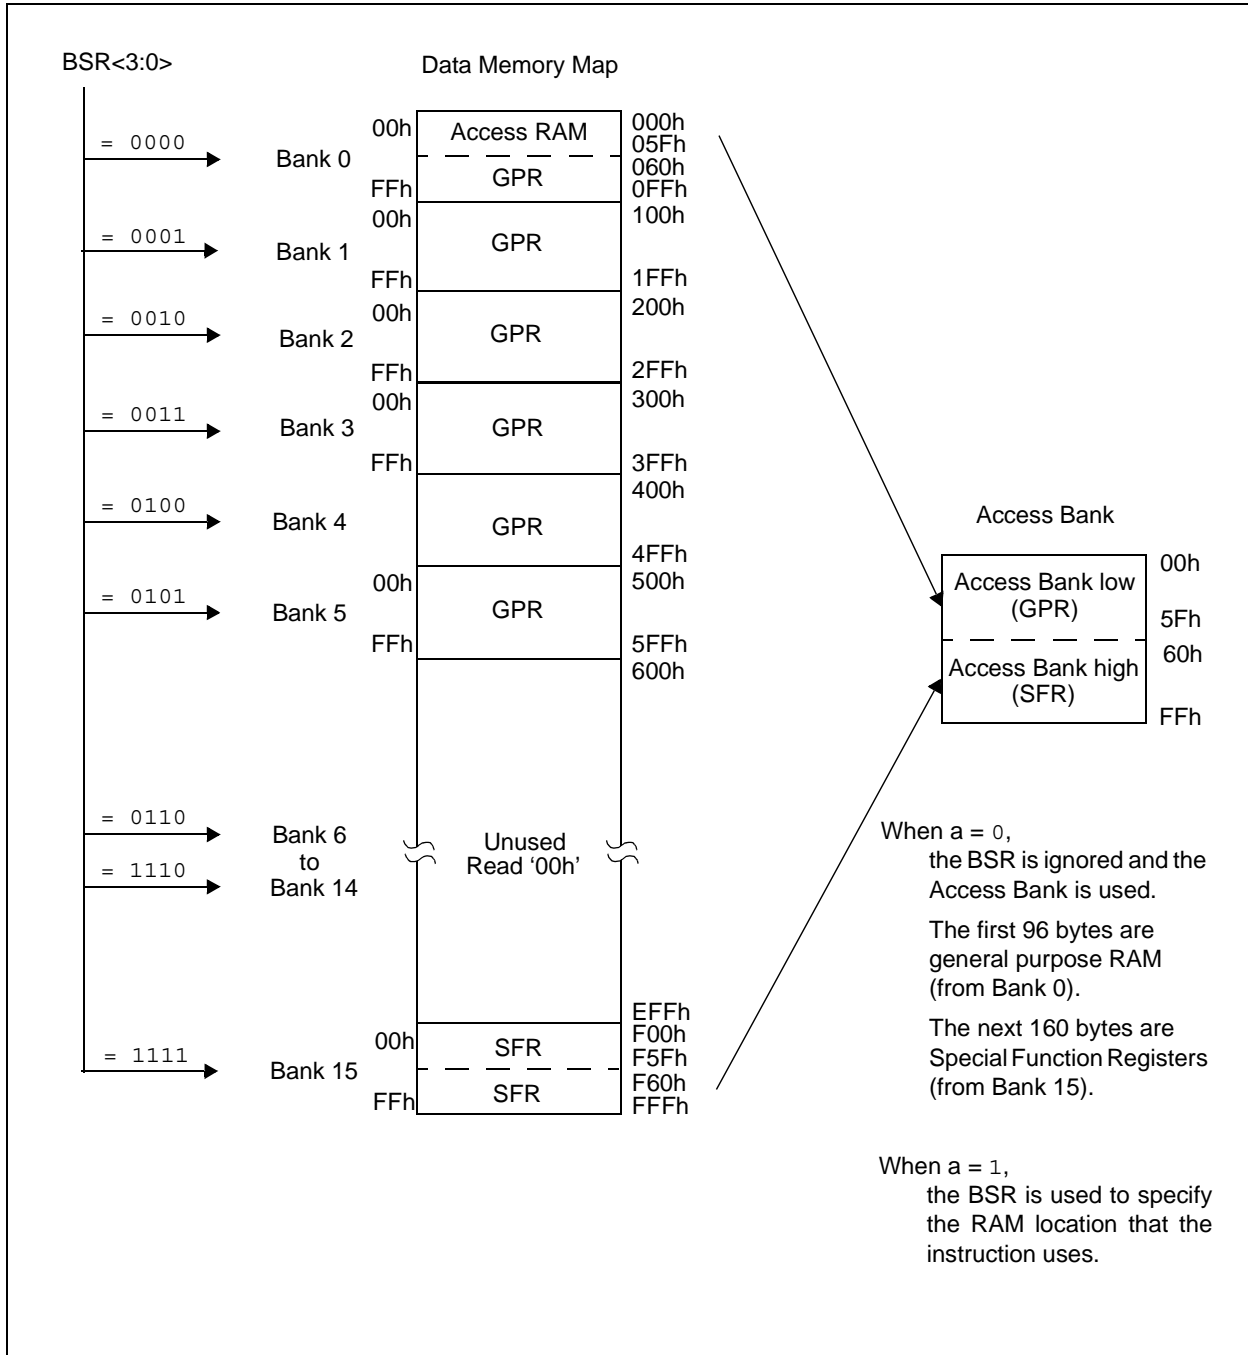 BSR<3:0>
Data Memory Map
= 0000
Bank 0
00h
Access RAM
000h
05Fh
060h
FFh
GPR
0FFh
= 0001
Bank 1
00h
GPR
100h
FFh
1FFh
= 0010
Bank 2
00h
GPR
200h
FFh
2FFh
= 0011
Bank 3
00h
GPR
300h
FFh
3FFh
= 0100
Bank 4
GPR
400h
4FFh
= 0101
Bank 5
00h
GPR
500h
FFh
5FFh
600h
= 0110
Bank 6
to
= 1110
Bank 14
Unused
Read ‘00h’
EFFh
= 1111
Bank 15
00h
SFR
F00h
F5Fh
F60h
FFh
SFR
FFFh
Access Bank
Access Bank low
(GPR)
00h
5Fh
Access Bank high
(SFR)
60h
FFh
When a = 0,
the BSR is ignored and the
Access Bank is used.
The first 96 bytes are
general purpose RAM
(from Bank 0).
The next 160 bytes are
Special Function Registers
(from Bank 15).
When a = 1,
the BSR is used to specify
the RAM location that the
instruction uses.